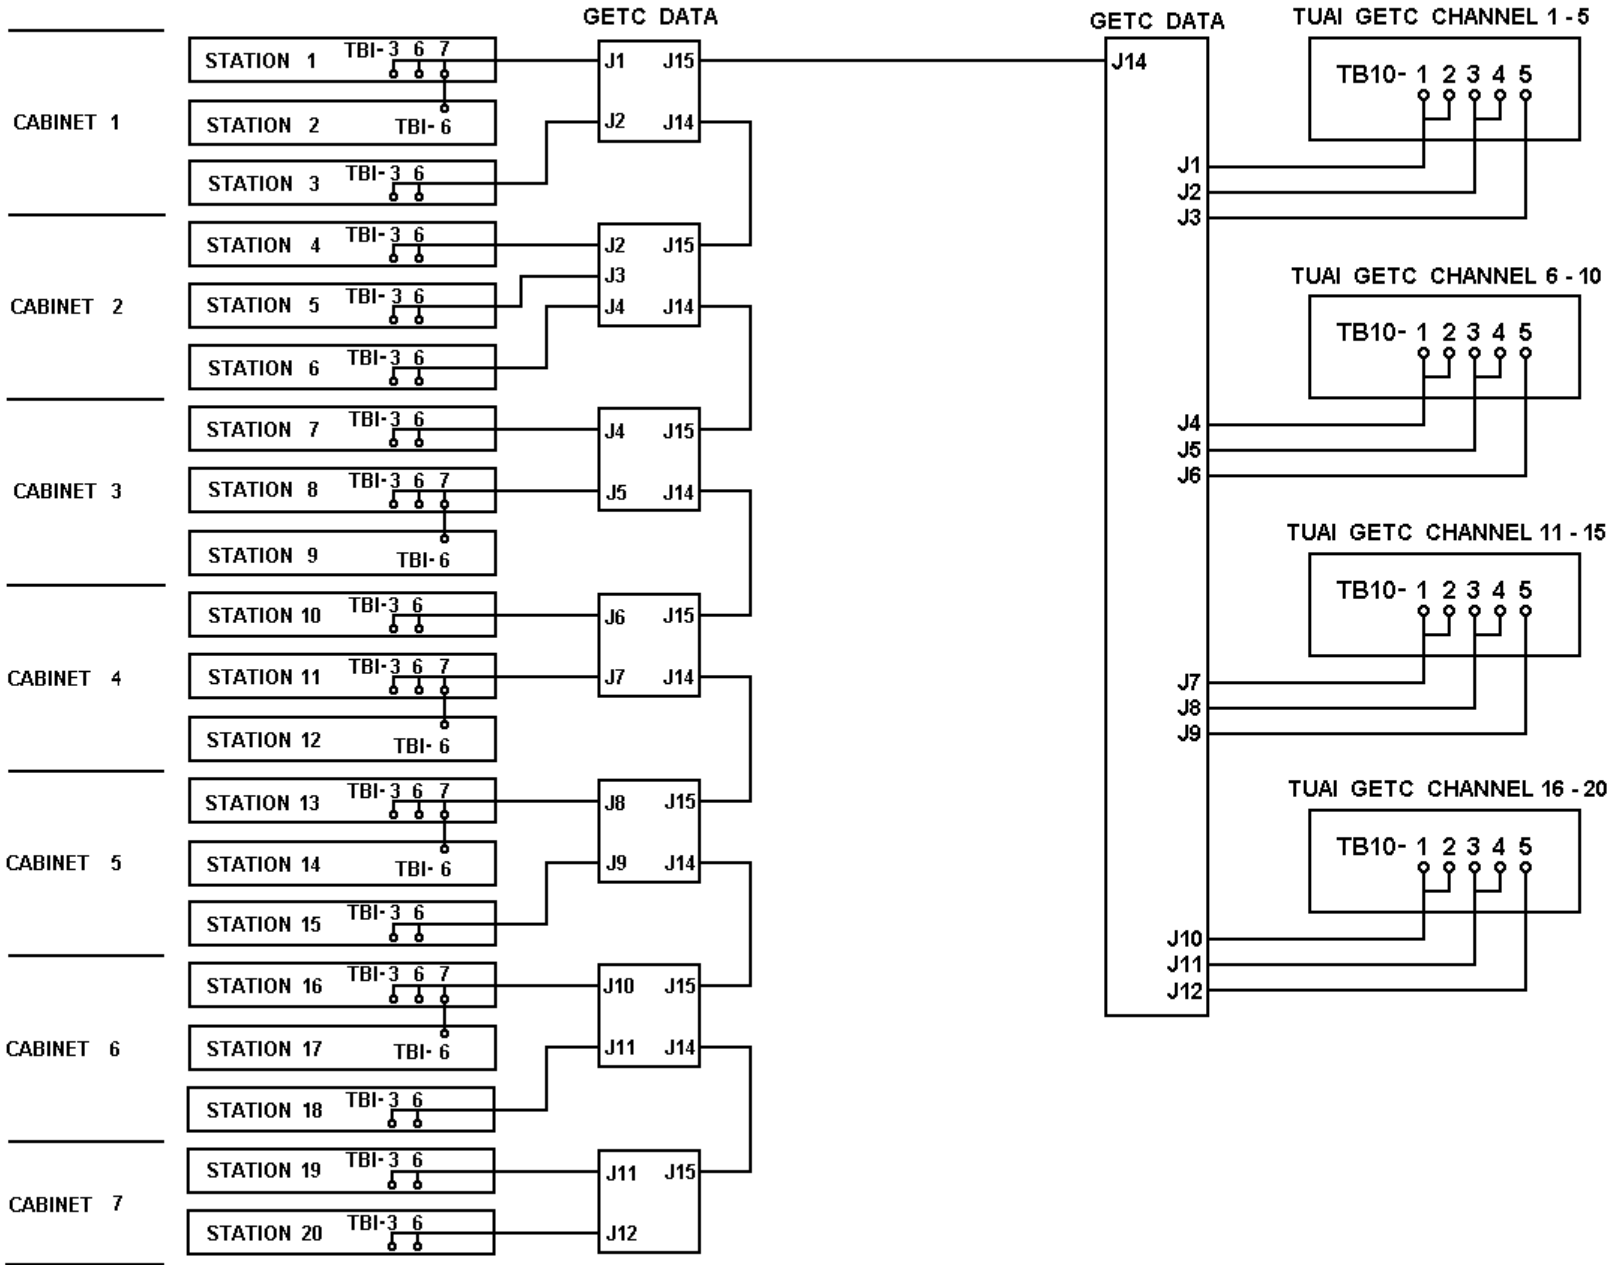 GETC DATA
CABINET 1
STATION 1 TBI- 3 6 7
STATION 2 TBI- 6
STATION 3 TBI- 3 6
J1 J15
J2 J14
CABINET 2
STATION 4 TBI- 3 6
STATION 5 TBI- 3 6
STATION 6 TBI- 3 6
J2 J15
J3
J4 J14
CABINET 3
STATION 7 TBI- 3 6
STATION 8 TBI- 3 6 7
STATION 9 TBI- 6
J4 J15
J5 J14
CABINET 4
STATION 10 TBI- 3 6
STATION 11 TBI- 3 6 7
STATION 12 TBI- 6
J6 J15
J7 J14
CABINET 5
STATION 13 TBI- 3 6 7
STATION 14 TBI- 6
STATION 15 TBI- 3 6
J8 J15
J9 J14
CABINET 6
STATION 16 TBI- 3 6 7
STATION 17 TBI- 6
STATION 18 TBI- 3 6
J10 J15
J11 J14
CABINET 7
STATION 19 TBI- 3 6
STATION 20 TBI- 3 6
J11 J15
J12
GETC DATA
J14
J1
J2
J3
J4
J5
J6
J7
J8
J9
J10
J11
J12
TUAI GETC CHANNEL 1 - 5
TB10- 1 2 3 4 5
TUAI GETC CHANNEL 6 - 10
TB10- 1 2 3 4 5
TUAI GETC CHANNEL 11 - 15
TB10- 1 2 3 4 5
TUAI GETC CHANNEL 16 - 20
TB10- 1 2 3 4 5